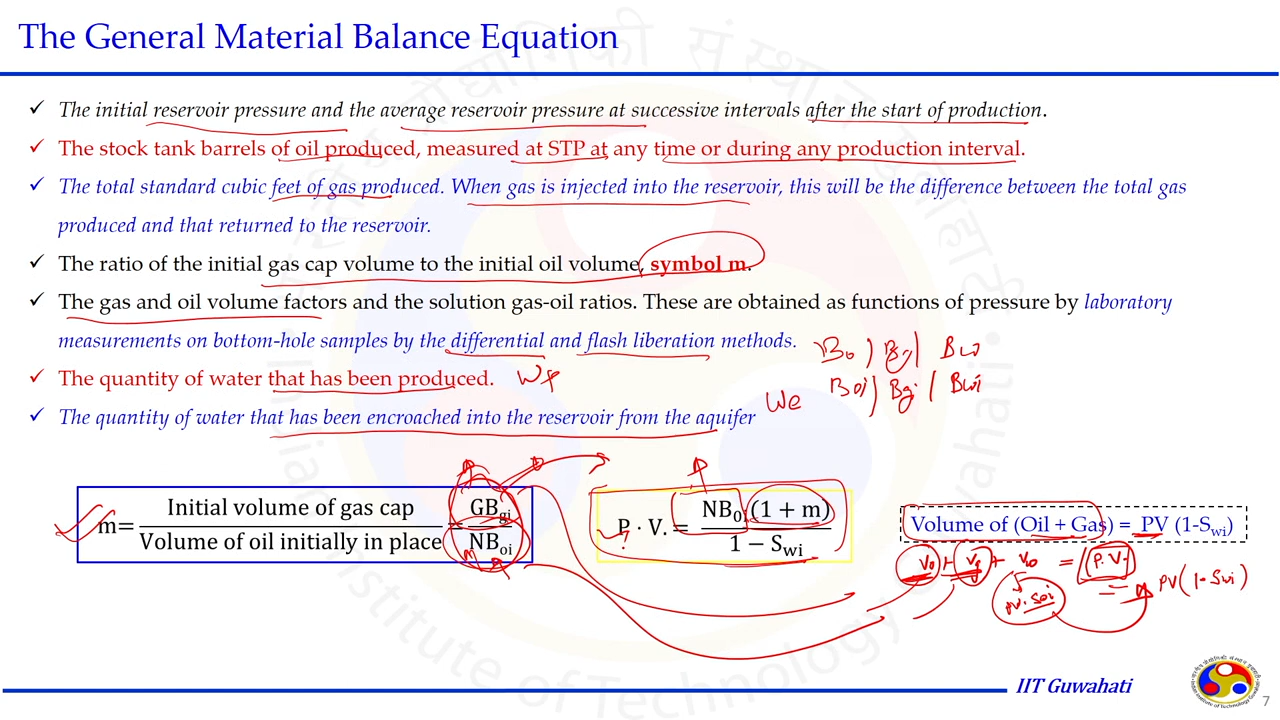 The General Material Balance Equation
✓ The initial reservoir pressure and the average reservoir pressure at successive intervals after the start of production.
✓ The stock tank barrels of oil produced, measured at STP at any time or during any production interval.
✓ The total standard cubic feet of gas produced. When gas is injected into the reservoir, this will be the difference between the total gas
produced and that returned to the reservoir.
✓ The ratio of the initial gas cap volume to the initial oil volume, symbol m.
✓ The gas and oil volume factors and the solution gas-oil ratios. These are obtained as functions of pressure by laboratory
measurements on bottom-hole samples by the differential and flash liberation methods.
Bo / Bg / Bw
✓ The quantity of water that has been produced. Wp
Boi / Bgi / Bwi
✓ The quantity of water that has been encroached into the reservoir from the aquifer We
m= Initial volume of gas cap / Volume of oil initially in place = GBgi / NBoi
P · V. = NB0i(1 + m) / 1 − Swi
Volume of (Oil + Gas) = PV (1-Swi)
Vo + Vg + Vw = P.V.
= PV(1-Swi)
IIT Guwahati
7